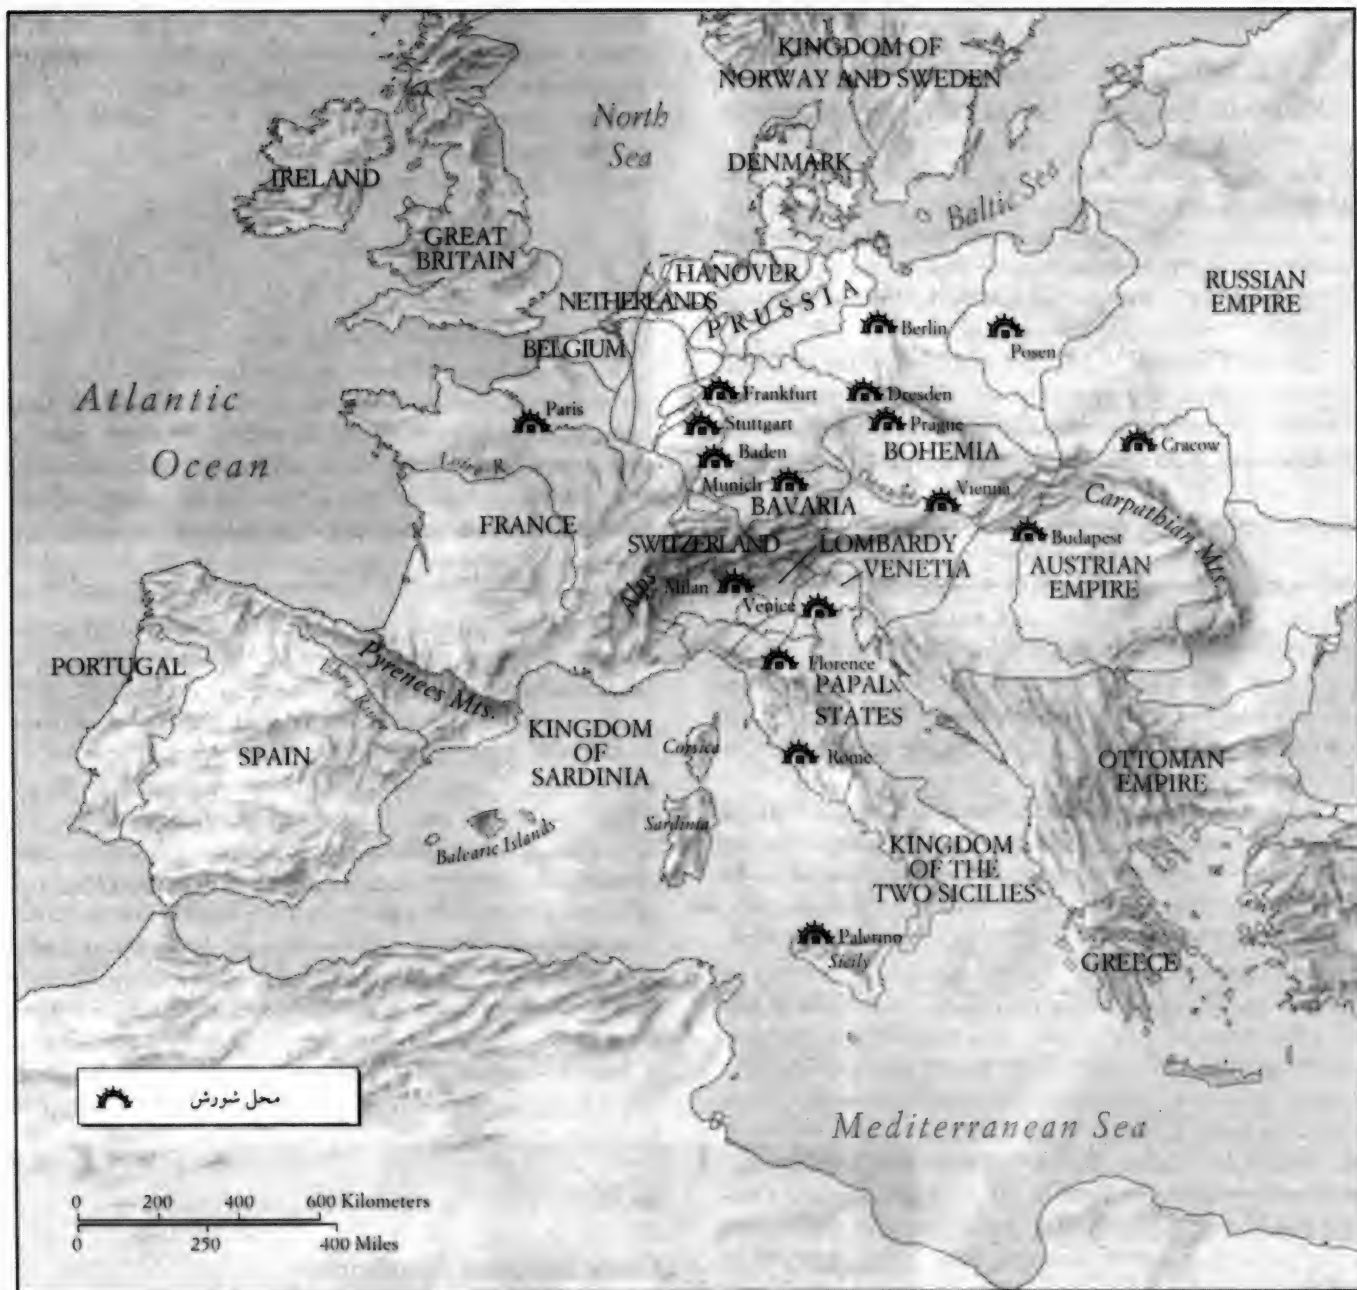 KINGDOM OF
NORWAY AND SWEDEN
North
Sea
DENMARK
IRELAND
Baltic Sea
GREAT
BRITAIN
HANOVER
RUSSIAN
EMPIRE
NETHERLANDS
PRUSSIA
Berlin
Posen
BELGIUM
Atlantic
Ocean
Frankfurt
Dresden
Paris
Stuttgart
Prague
BOHEMIA
Cracow
Loire R.
Baden
Munich
BAVARIA
Vienna
Carpathian Mts.
FRANCE
SWITZERLAND
LOMBARDY
VENETIA
Budapest
AUSTRIAN
EMPIRE
Alps
Milan
Venice
PORTUGAL
Pyrenees Mts.
Ebro River
Florence
PAPAL
STATES
SPAIN
KINGDOM
OF
SARDINIA
Corsica
Rome
OTTOMAN
EMPIRE
Sardinia
Balearic Islands
KINGDOM
OF THE
TWO SICILIES
Palermo
Sicily
GREECE
محل شورش
Mediterranean Sea
0 200 400 600 Kilometers
0 250 400 Miles